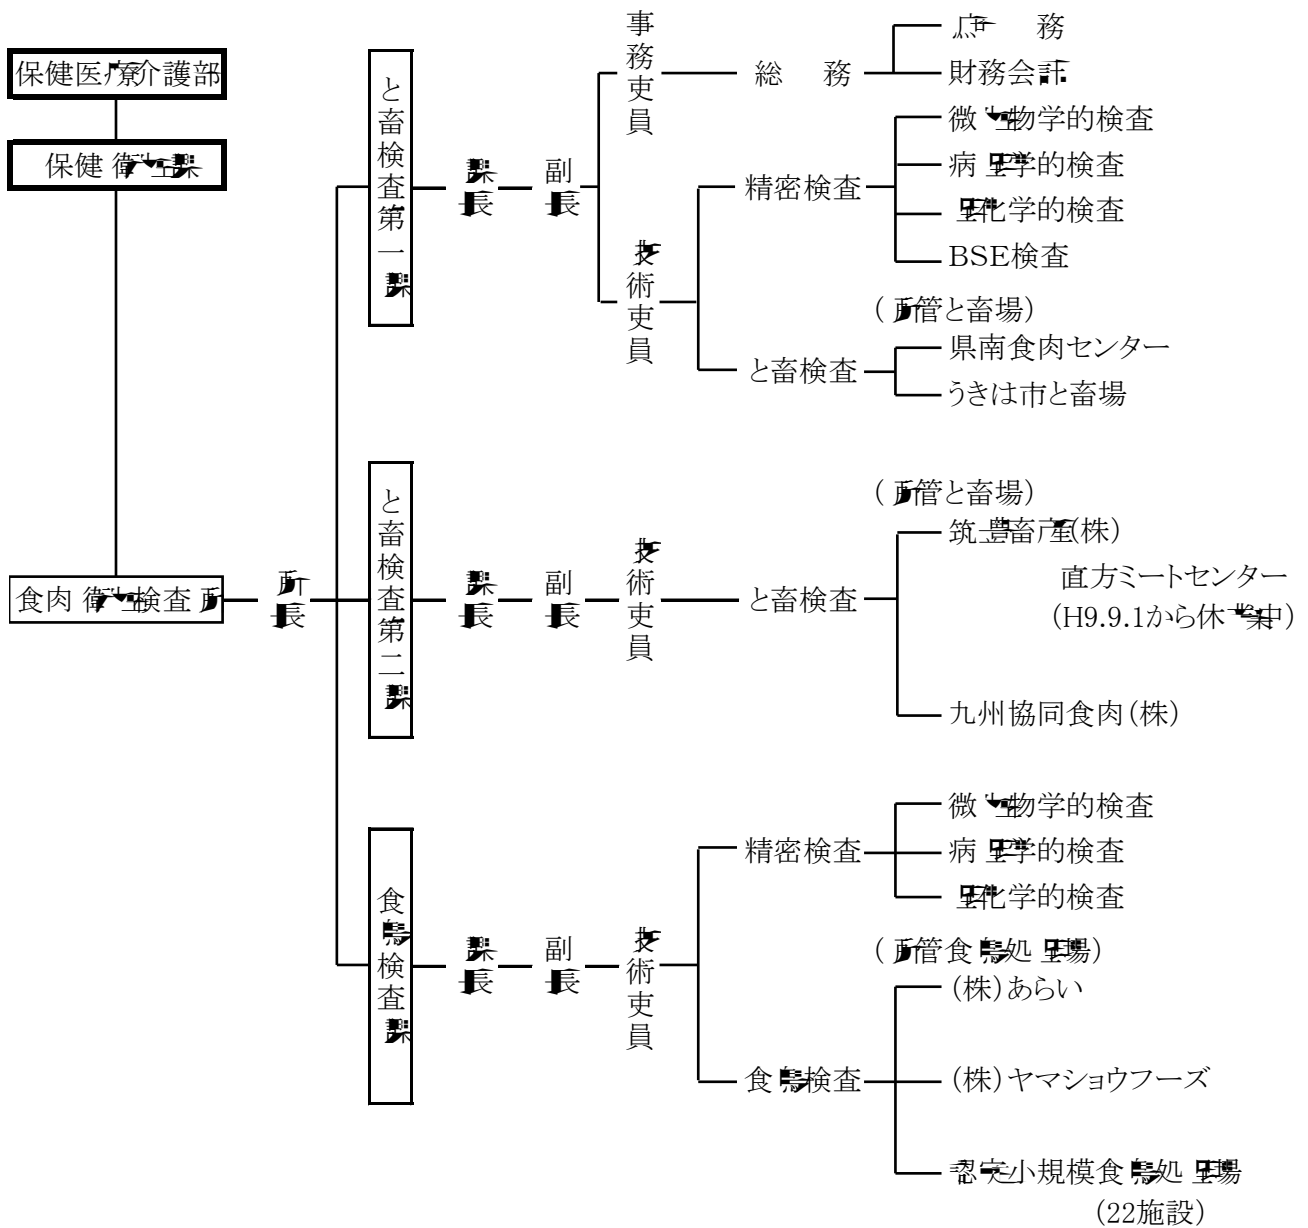 保健医療介護部
保健衛生課
食肉衛生検査所
所長
と畜検査第一課
課長
副長
事務吏員
総　務
庶　務
財務会計
技術吏員
精密検査
微生物学的検査
病理学的検査
理化学的検査
BSE検査
と畜検査
(所管と畜場)
県南食肉センター
うきは市と畜場
と畜検査第二課
課長
副長
技術吏員
と畜検査
(所管と畜場)
筑豊畜産(株)
直方ミートセンター
(H9.9.1から休業中)
九州協同食肉(株)
食鳥検査課
課長
副長
技術吏員
精密検査
微生物学的検査
病理学的検査
理化学的検査
食鳥検査
(所管食鳥処理場)
(株)あらい
(株)ヤマショウフーズ
認定小規模食鳥処理場
(22施設)